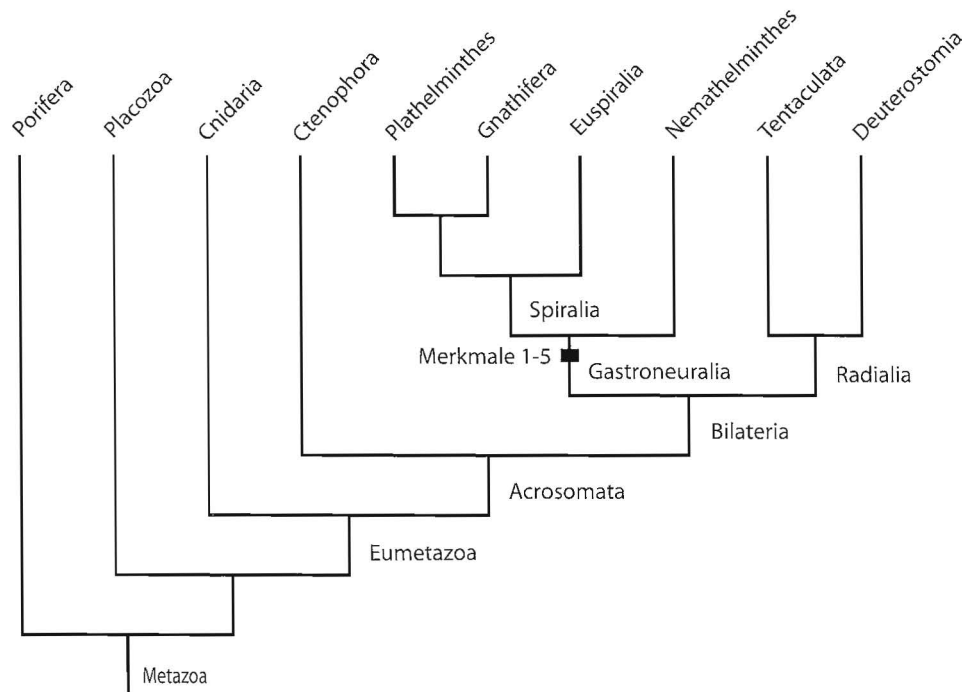 Porifera
Placozoa
Cnidaria
Ctenophora
Plathelminthes
Gnathifera
Euspiralia
Nemathelminthes
Tentaculata
Deuterostomia
Spiralia
Merkmale 1-5
Gastroneuralia
Radialia
Bilateria
Acrosomata
Eumetazoa
Metazoa